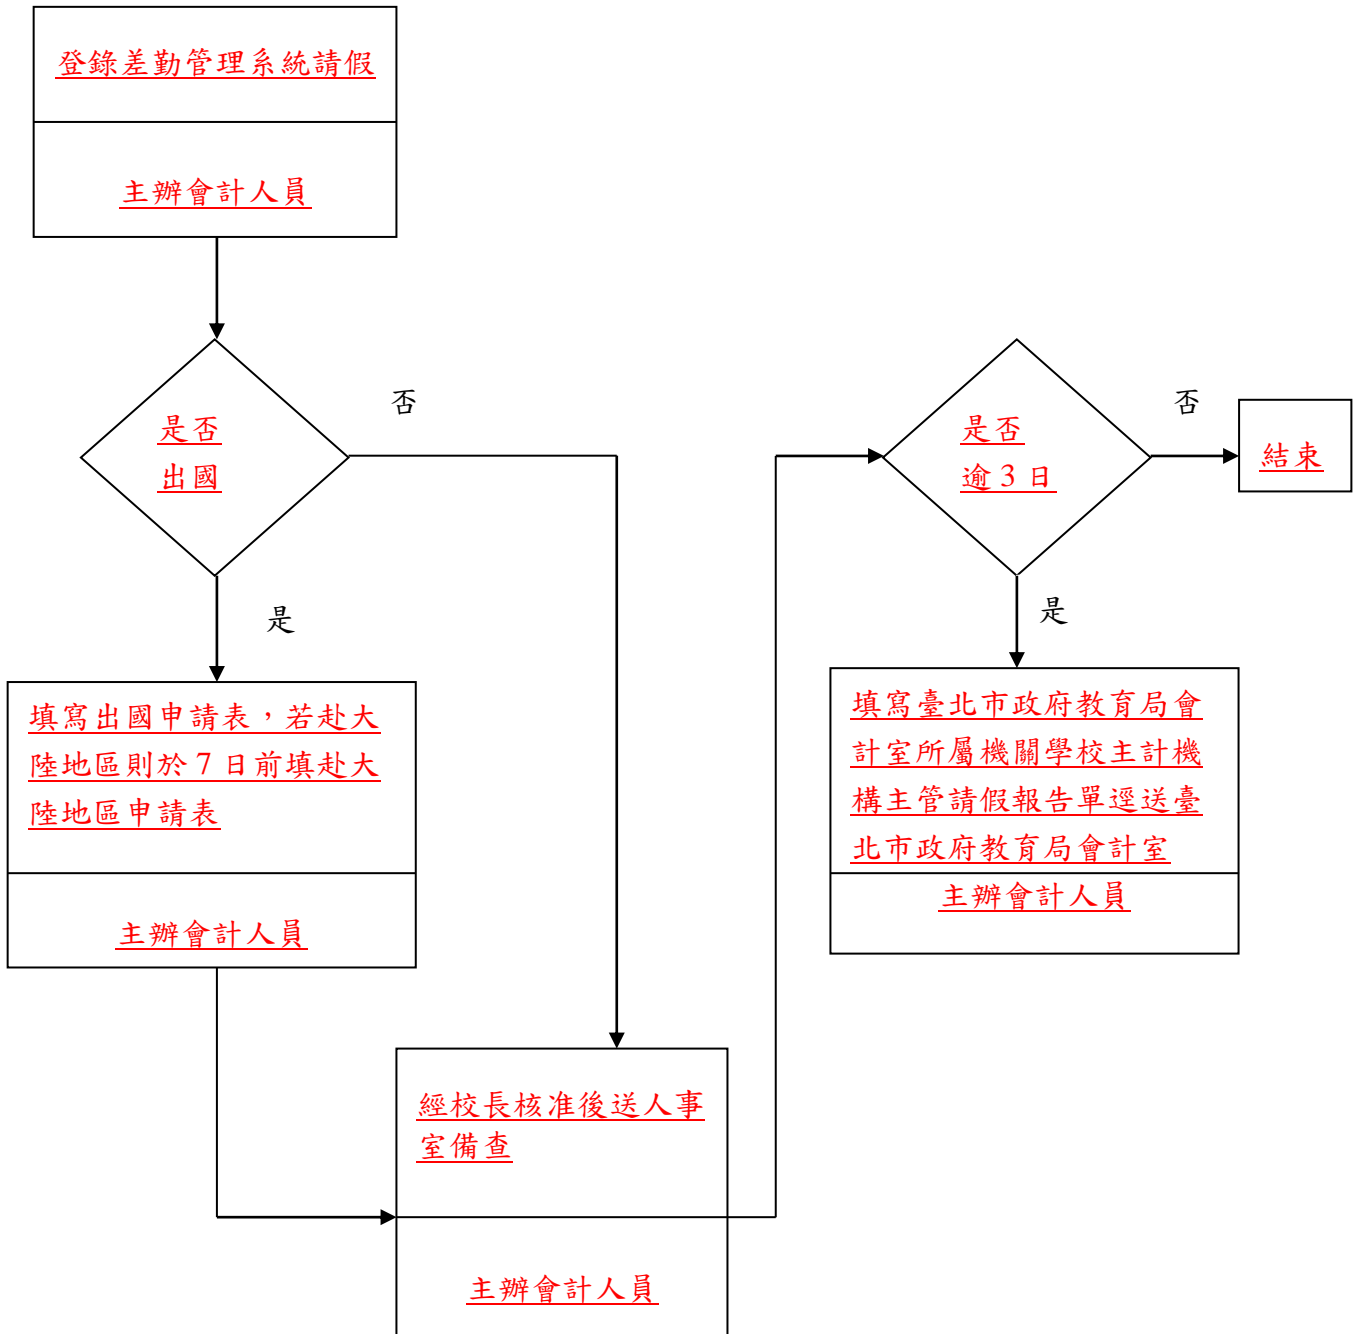 登錄差勤管理系統請假
主辦會計人員
是否
出國
否
是
填寫出國申請表，若赴大
陸地區則於7日前填赴大
陸地區申請表
主辦會計人員
經校長核准後送人事
室備查
主辦會計人員
是否
逾3日
否
結束
是
填寫臺北市政府教育局會
計室所屬機關學校主計機
構主管請假報告單逕送臺
北市政府教育局會計室
主辦會計人員